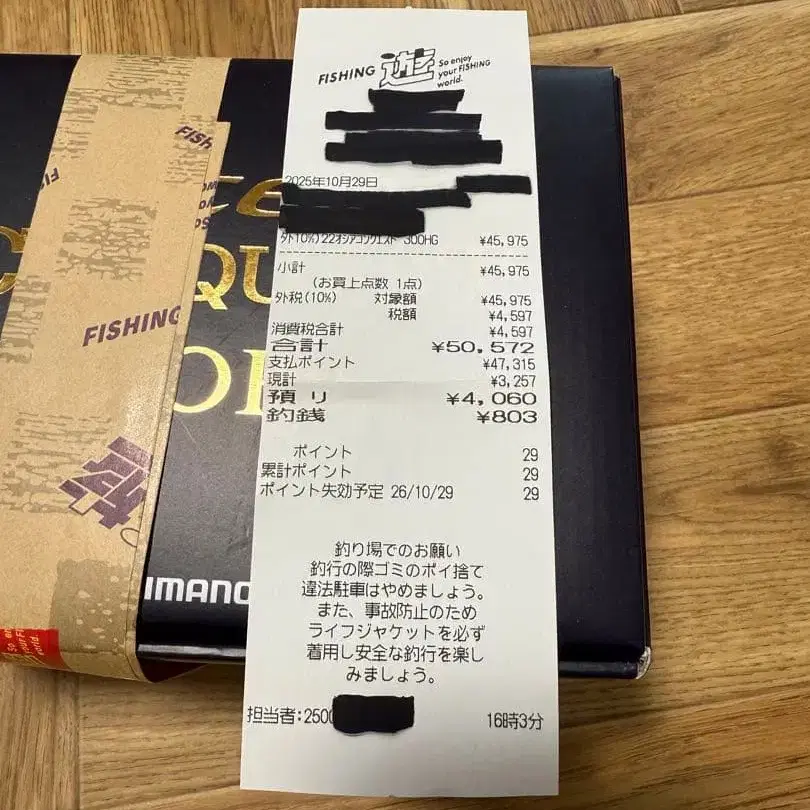 FISHING 遊 So enjoy your FISHING world.
2025年10月29日
外10%)'22オシアコンクエスト 300HG ¥45,975
小計 ¥45,975
(お買上点数 1点)
外税(10%) 対象額 ¥45,975
税額 ¥4,597
消費税合計 ¥4,597
合計 ¥50,572
支払ポイント ¥47,315
現計 ¥3,257
預り ¥4,060
釣銭 ¥803
ポイント 29
累計ポイント 29
ポイント失効予定 26/10/29 29
釣り場でのお願い
釣行の際ゴミのポイ捨て
違法駐車はやめましょう。
また、事故防止のため
ライフジャケットを必ず
着用し安全な釣行を楽し
みましょう。
担当者:2500 16時3分
FISH
FISHING
QU
IMANO
So en
your FI
world.